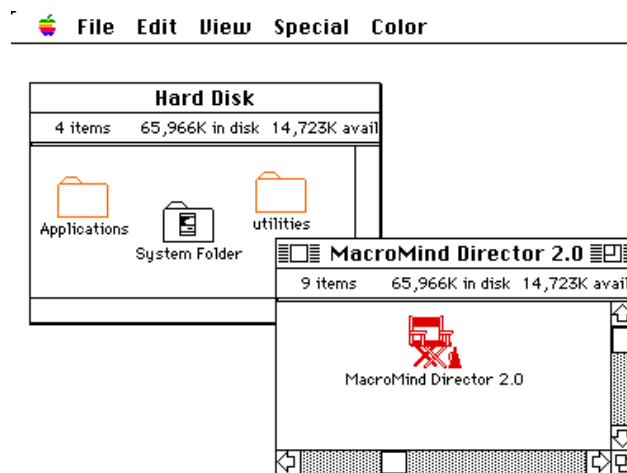 File Edit View Special Color
Hard Disk
4 items 65,966K in disk 14,723K avail
Applications
System Folder
utilities
MacroMind Director 2.0
9 items 65,966K in disk 14,723K avail
MacroMind Director 2.0